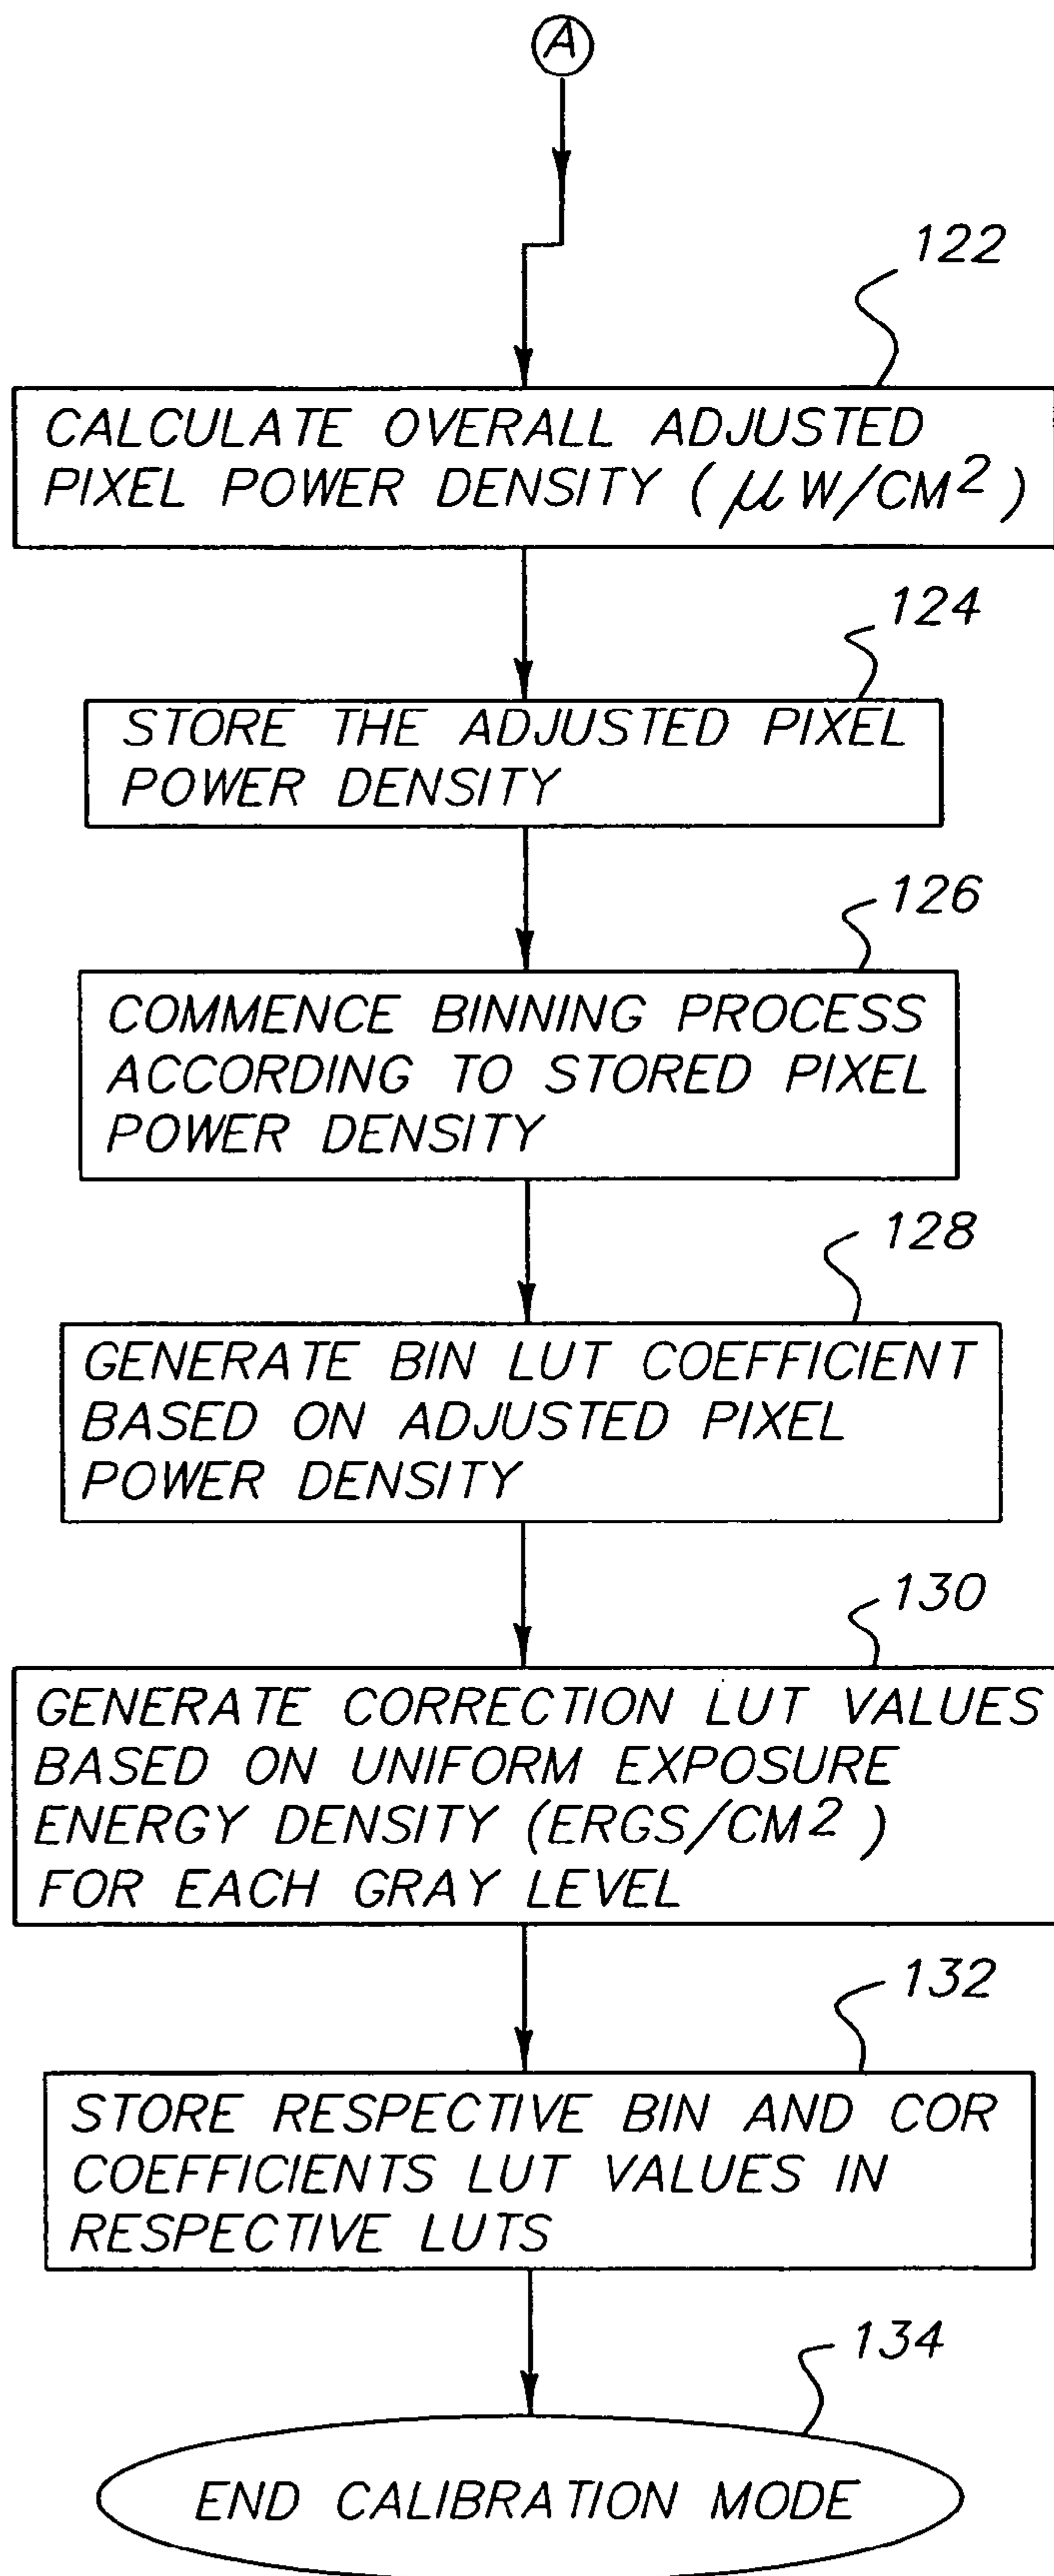 A
122
CALCULATE OVERALL ADJUSTED
PIXEL POWER DENSITY (μW/CM²)
124
STORE THE ADJUSTED PIXEL
POWER DENSITY
126
COMMENCE BINNING PROCESS
ACCORDING TO STORED PIXEL
POWER DENSITY
128
GENERATE BIN LUT COEFFICIENT
BASED ON ADJUSTED PIXEL
POWER DENSITY
130
GENERATE CORRECTION LUT VALUES
BASED ON UNIFORM EXPOSURE
ENERGY DENSITY (ERGS/CM²)
FOR EACH GRAY LEVEL
132
STORE RESPECTIVE BIN AND COR
COEFFICIENTS LUT VALUES IN
RESPECTIVE LUTS
134
END CALIBRATION MODE